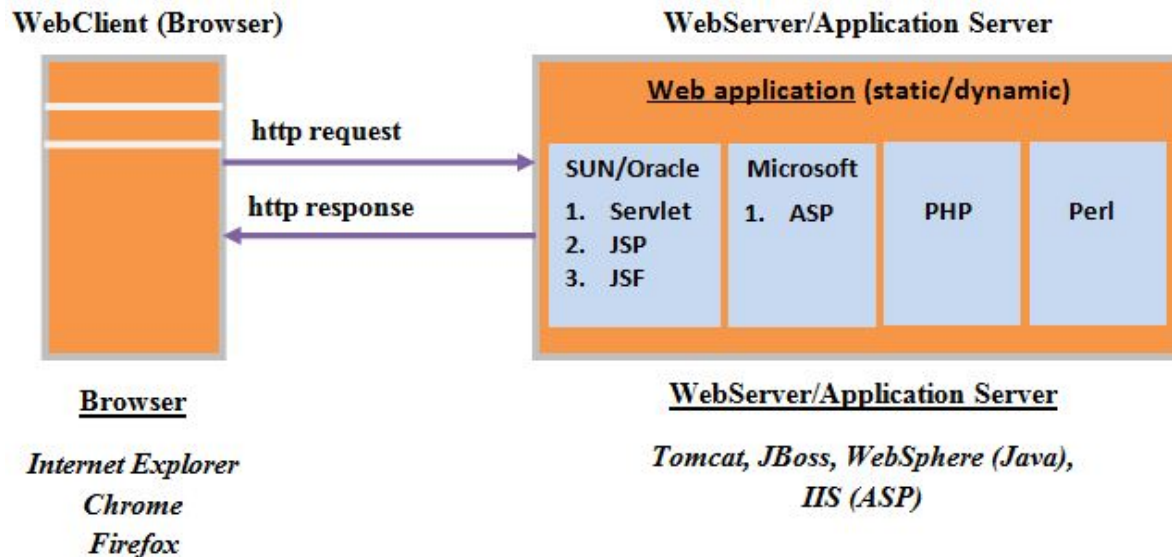 WebClient (Browser)
WebServer/Application Server
Web application (static/dynamic)
http request
http response
SUN/Oracle
1. Servlet
2. JSP
3. JSF
Microsoft
1. ASP
PHP
Perl
Browser
Internet Explorer
Chrome
Firefox
WebServer/Application Server
Tomcat, JBoss, WebSphere (Java),
IIS (ASP)